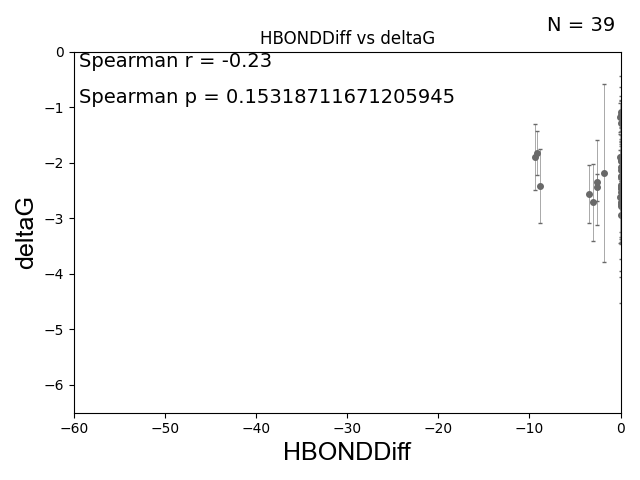 N = 39
HBONDDiff vs deltaG
Spearman r = -0.23
Spearman p = 0.15318711671205945
0
−1
−2
−3
−4
−5
−6
deltaG
−60
−50
−40
−30
−20
−10
0
HBONDDiff